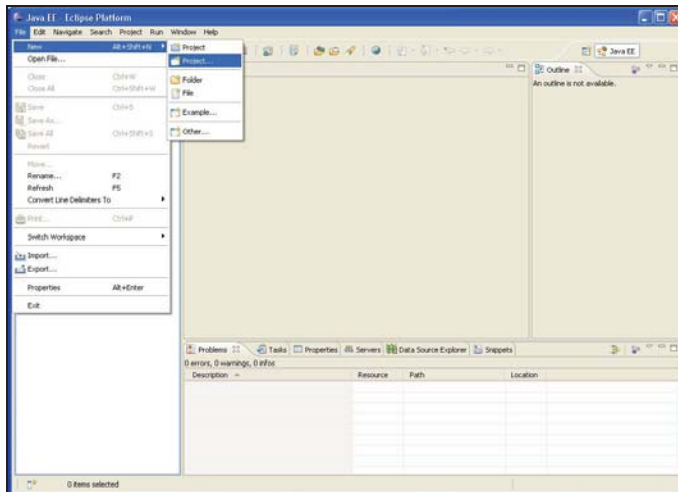 Java EE - Eclipse Platform
File Edit Navigate Search Project Run Window Help
New Alt+Shift+N
Open File...
Close Ctrl+W
Close All Ctrl+Shift+W
Save Ctrl+S
Save As...
Save All Ctrl+Shift+S
Revert
Move...
Rename... F2
Refresh F5
Convert Line Delimiters To
Print... Ctrl+P
Switch Workspace
Import...
Export...
Properties Alt+Enter
Exit
Project
Project...
Folder
File
Example...
Other...
Java EE
Outline
An outline is not available.
Problems Tasks Properties Servers Data Source Explorer Snippets
0 errors, 0 warnings, 0 infos
Description Resource Path Location
0 items selected